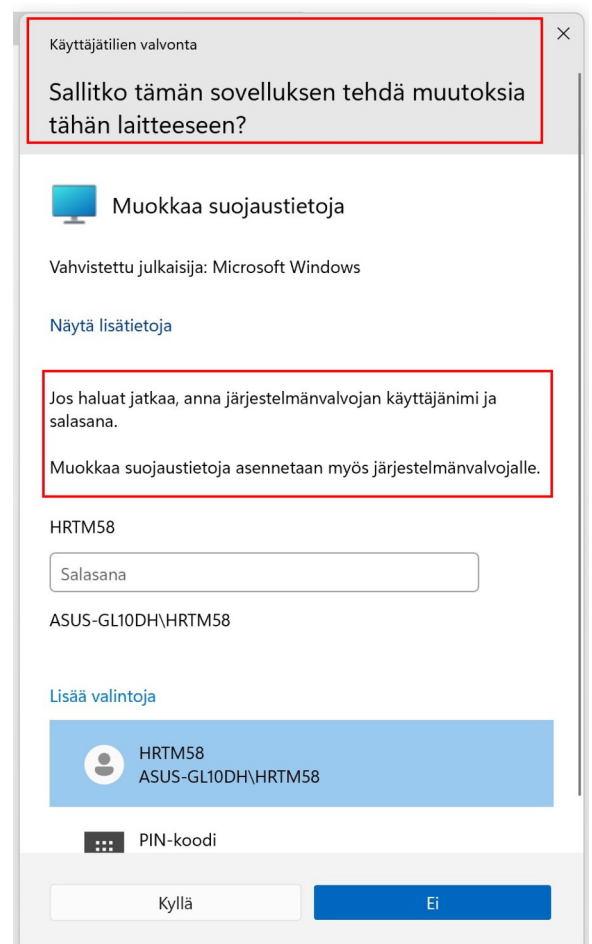 Käyttäjätilien valvonta
Sallitko tämän sovelluksen tehdä muutoksia
tähän laitteeseen?
Muokkaa suojaustietoja
Vahvistettu julkaisija: Microsoft Windows
Näytä lisätietoja
Jos haluat jatkaa, anna järjestelmänvalvojan käyttäjänimi ja
salasana.
Muokkaa suojaustietoja asennetaan myös järjestelmänvalvojalle.
HRTM58
Salasana
ASUS-GL10DH\HRTM58
Lisää valintoja
HRTM58
ASUS-GL10DH\HRTM58
PIN-koodi
Kyllä
Ei